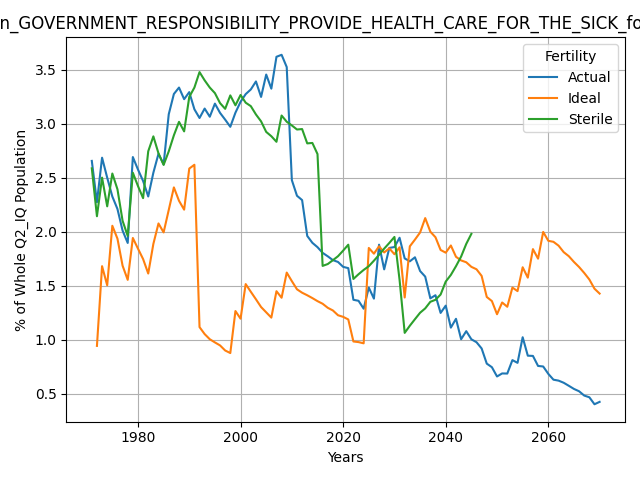 n_GOVERNMENT_RESPONSIBILITY_PROVIDE_HEALTH_CARE_FOR_THE_SICK_fo
Fertility
Actual
Ideal
Sterile
% of Whole Q2_IQ Population
3.5
3.0
2.5
2.0
1.5
1.0
0.5
1980 2000 2020 2040 2060
Years